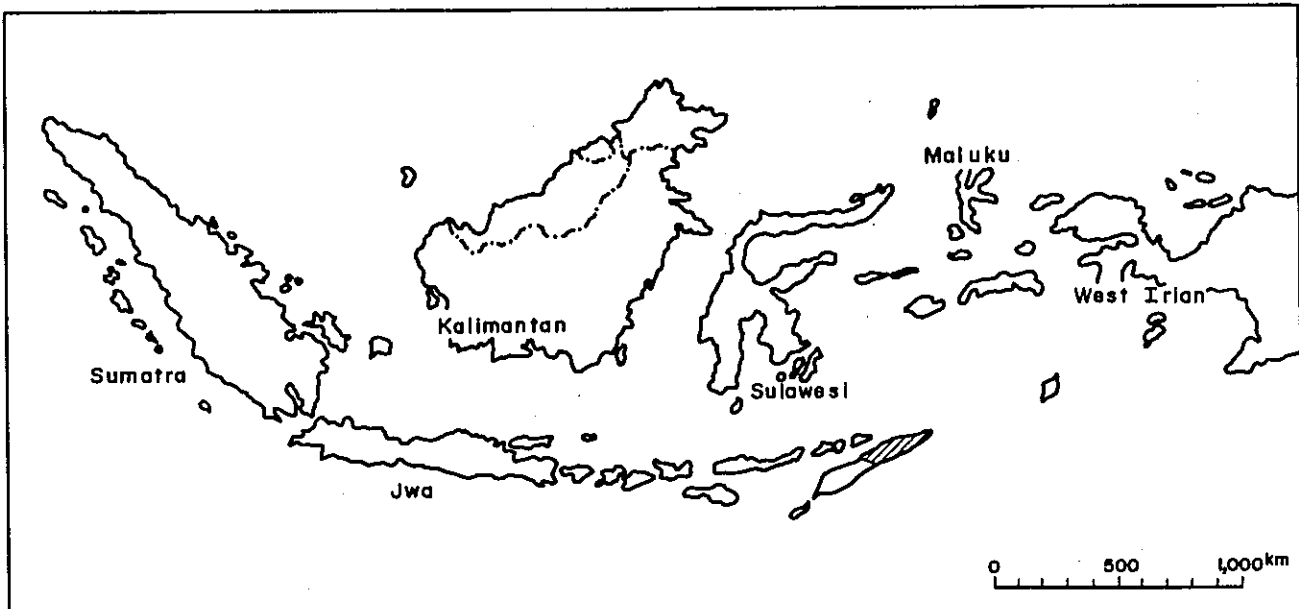 Maluku
West Irian
Kalimantan
Sumatra
Sulawesi
Jwa
0 500 1,000km